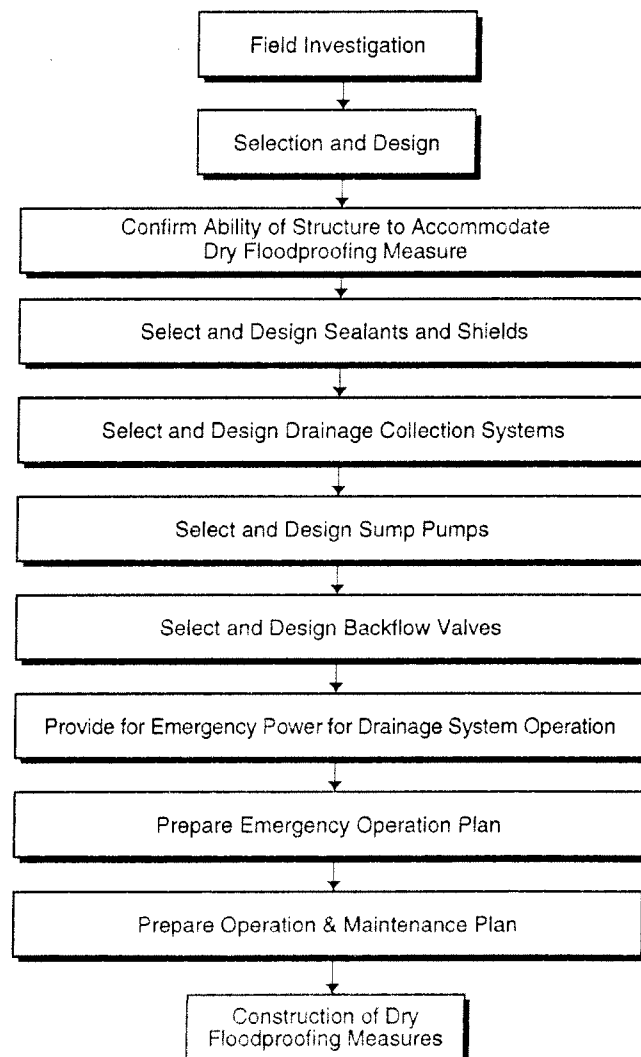 Field Investigation
Selection and Design
Confirm Ability of Structure to Accommodate
Dry Floodproofing Measure
Select and Design Sealants and Shields
Select and Design Drainage Collection Systems
Select and Design Sump Pumps
Select and Design Backflow Valves
Provide for Emergency Power for Drainage System Operation
Prepare Emergency Operation Plan
Prepare Operation & Maintenance Plan
Construction of Dry
Floodproofing Measures